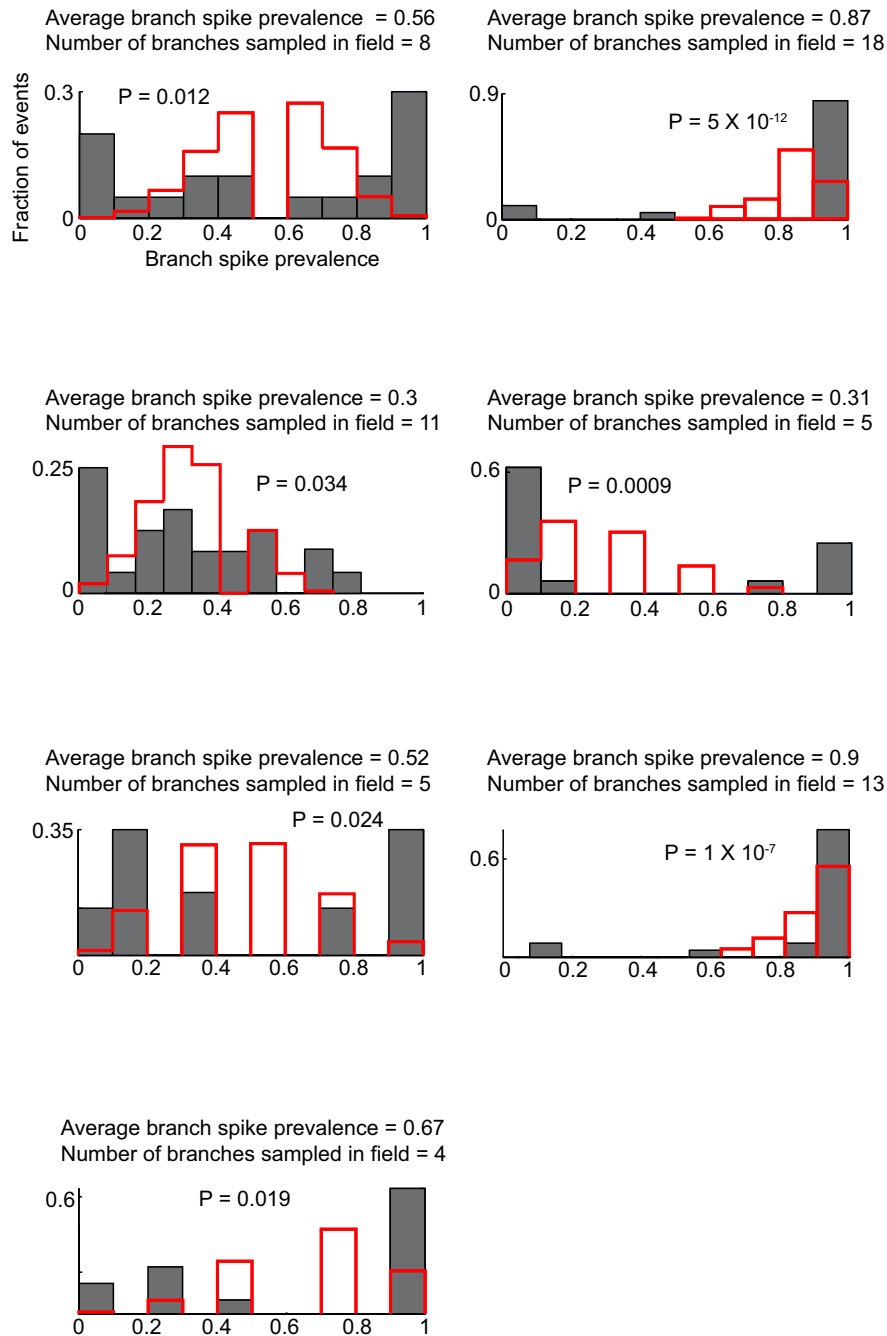 Average branch spike prevalence = 0.56
Number of branches sampled in field = 8
0.3
P = 0.012
Fraction of events
0
0 0.2 0.4 0.6 0.8 1
Branch spike prevalence
Average branch spike prevalence = 0.87
Number of branches sampled in field = 18
0.9
P = 5 X 10⁻¹²
0
0 0.2 0.4 0.6 0.8 1
Average branch spike prevalence = 0.3
Number of branches sampled in field = 11
0.25
P = 0.034
0
0 0.2 0.4 0.6 0.8 1
Average branch spike prevalence = 0.31
Number of branches sampled in field = 5
0.6
P = 0.0009
0
0 0.2 0.4 0.6 0.8 1
Average branch spike prevalence = 0.52
Number of branches sampled in field = 5
P = 0.024
0.35
0 0.2 0.4 0.6 0.8 1
Average branch spike prevalence = 0.9
Number of branches sampled in field = 13
P = 1 X 10⁻⁷
0.6
0 0.2 0.4 0.6 0.8 1
Average branch spike prevalence = 0.67
Number of branches sampled in field = 4
0.6
P = 0.019
0 0.2 0.4 0.6 0.8 1